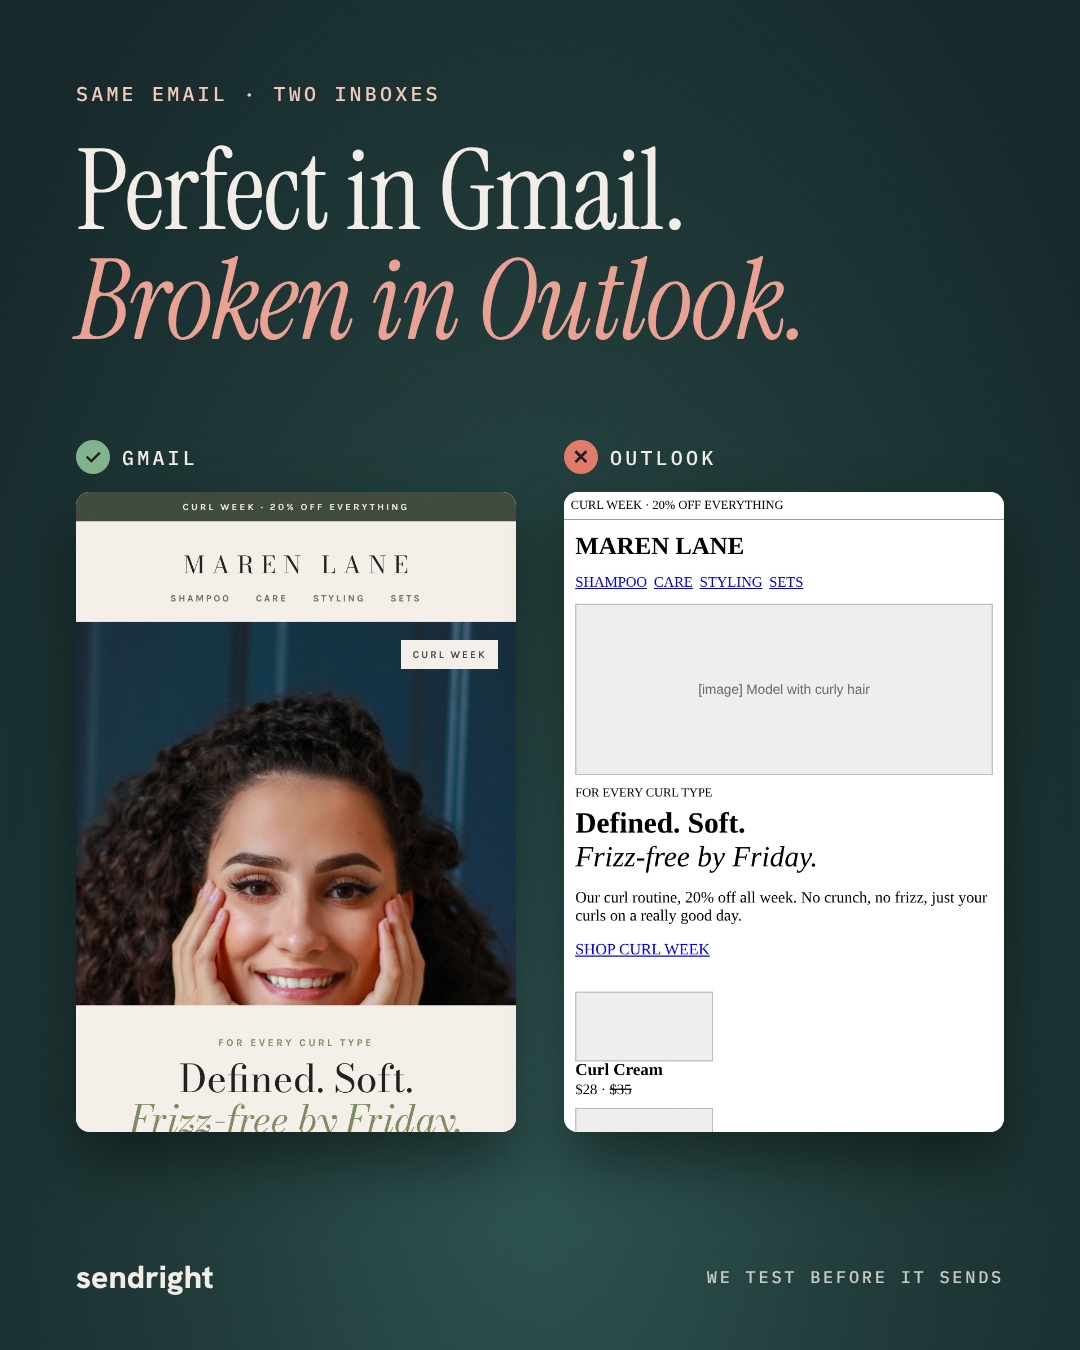 SAME EMAIL · TWO INBOXES
Perfect in Gmail.
Broken in Outlook.
GMAIL
CURL WEEK · 20% OFF EVERYTHING
MAREN LANE
SHAMPOO CARE STYLING SETS
CURL WEEK
FOR EVERY CURL TYPE
Defined. Soft.
Frizz-free by Friday.
OUTLOOK
CURL WEEK · 20% OFF EVERYTHING
MAREN LANE
SHAMPOO CARE STYLING SETS
[image] Model with curly hair
FOR EVERY CURL TYPE
Defined. Soft.
Frizz-free by Friday.
Our curl routine, 20% off all week. No crunch, no frizz, just your
curls on a really good day.
SHOP CURL WEEK
Curl Cream
$28 · $35
sendright
WE TEST BEFORE IT SENDS